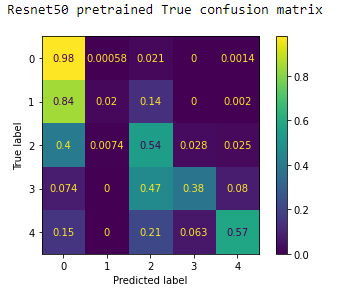 Resnet50 pretrained True confusion matrix
0 0.98 0.00058 0.021 0 0.0014
1 0.84 0.02 0.14 0 0.002
2 0.4 0.0074 0.54 0.028 0.025
3 0.074 0 0.47 0.38 0.08
4 0.15 0 0.21 0.063 0.57
0 1 2 3 4
Predicted label
True label
0.8
0.6
0.4
0.2
0.0